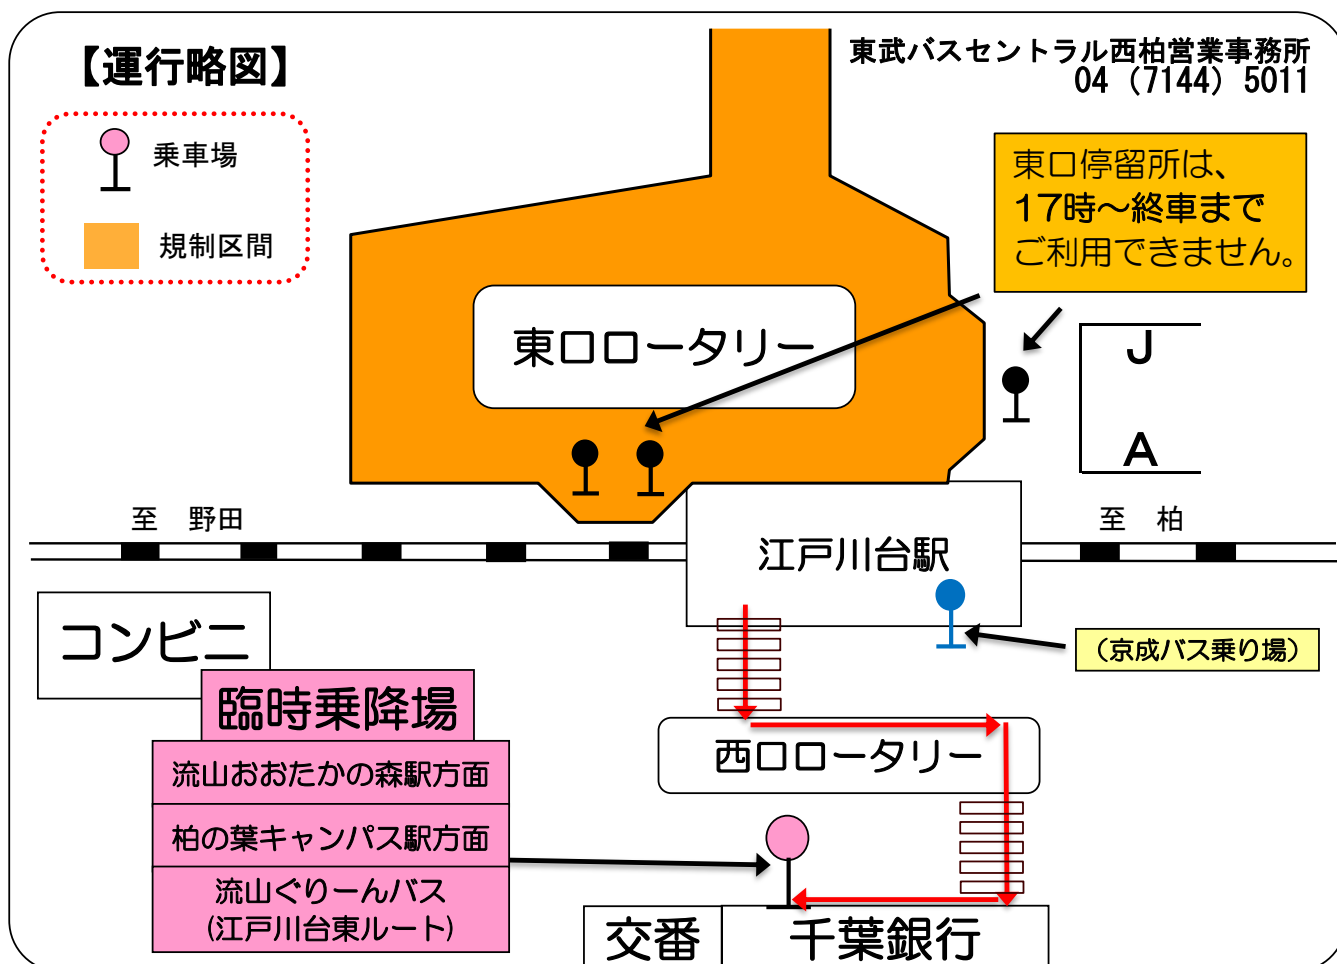 【運行略図】
東武バスセントラル西柏営業事務所
04（7144）5011
乗車場
規制区間
東口停留所は、
17時～終車まで
ご利用できません。
東口ロータリー
J
A
至　野田
至　柏
江戸川台駅
コンビニ
（京成バス乗り場）
臨時乗降場
流山おおたかの森駅方面
柏の葉キャンパス駅方面
流山ぐりーんバス
(江戸川台東ルート)
西口ロータリー
交番
千葉銀行